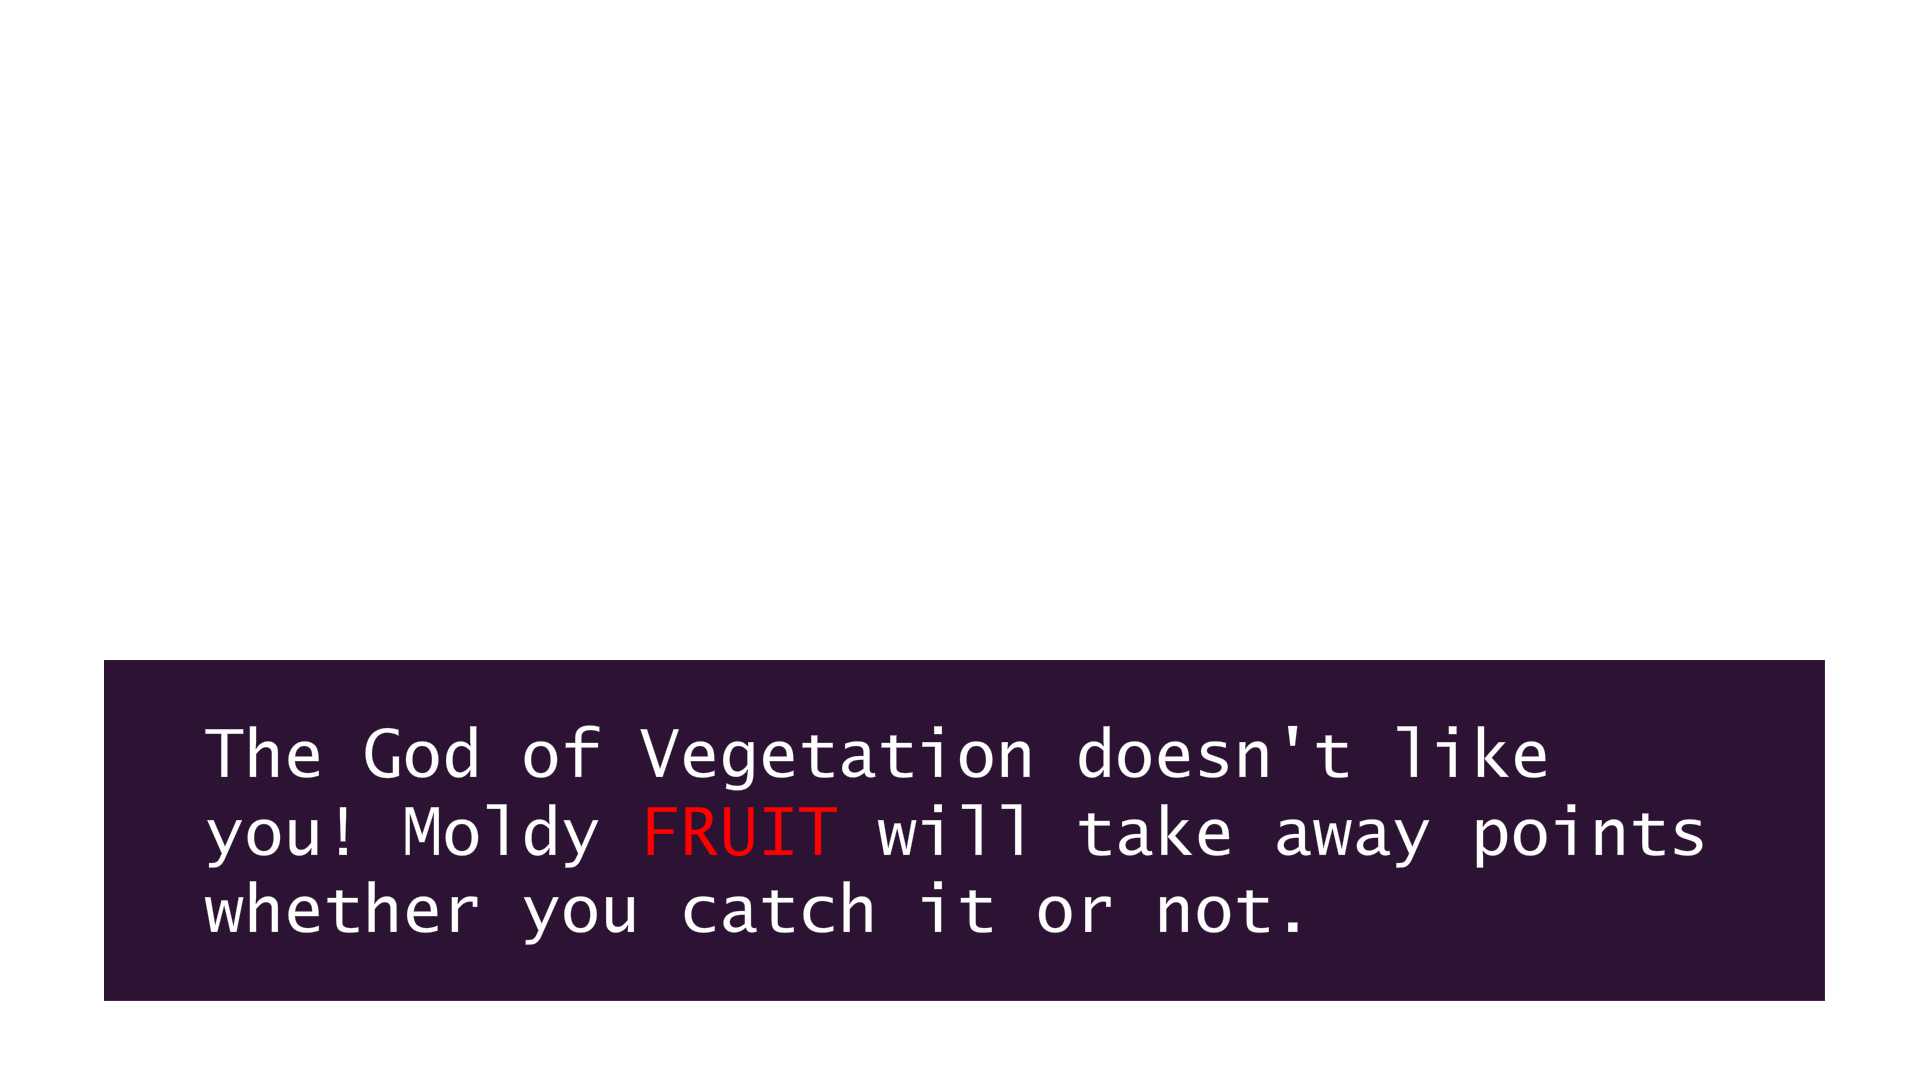 The God of Vegetation doesn't like
you! Moldy FRUIT will take away points
whether you catch it or not.